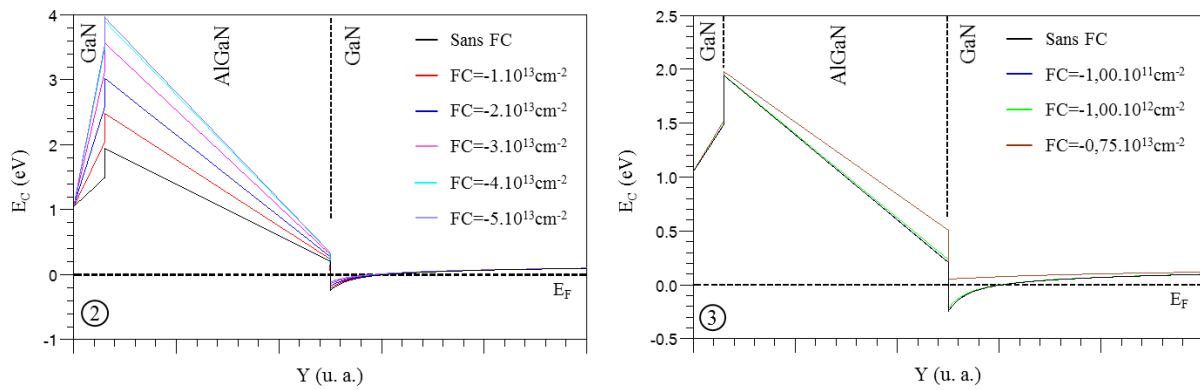 4
3
2
1
0
-1
E_C (eV)
GaN
AlGaN
GaN
Sans FC
FC=-1.10¹³cm⁻²
FC=-2.10¹³cm⁻²
FC=-3.10¹³cm⁻²
FC=-4.10¹³cm⁻²
FC=-5.10¹³cm⁻²
E_F
2
Y (u. a.)
2.5
2.0
1.5
1.0
0.5
0.0
-0.5
E_C (eV)
GaN
AlGaN
GaN
Sans FC
FC=-1,00.10¹¹cm⁻²
FC=-1,00.10¹²cm⁻²
FC=-0,75.10¹³cm⁻²
E_F
3
Y (u. a.)